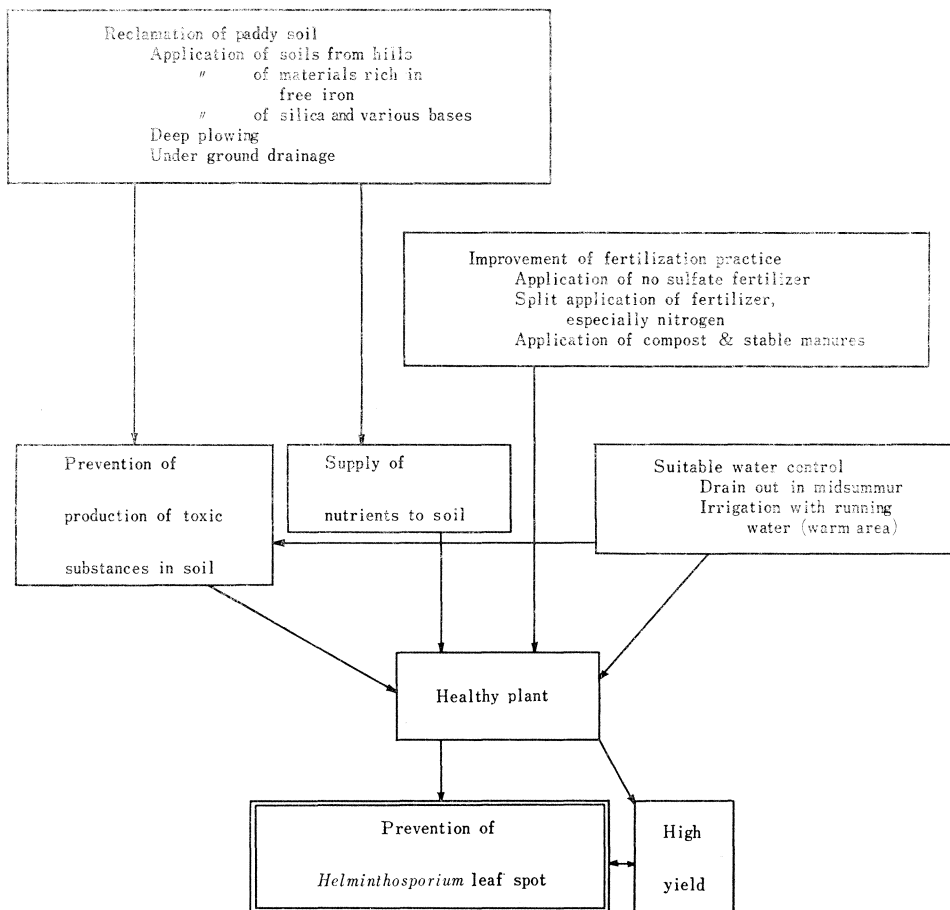 Reclamation of paddy soil
Application of soils from hills
〃 of materials rich in
free iron
〃 of silica and various bases
Deep plowing
Under ground drainage
Improvement of fertilization practice
Application of no sulfate fertilizer
Split application of fertilizer,
especially nitrogen
Application of compost & stable manures
Prevention of
production of toxic
substances in soil
Supply of
nutrients to soil
Suitable water control
Drain out in midsummur
Irrigation with running
water (warm area)
Healthy plant
Prevention of
Helminthosporium leaf spot
High
yield